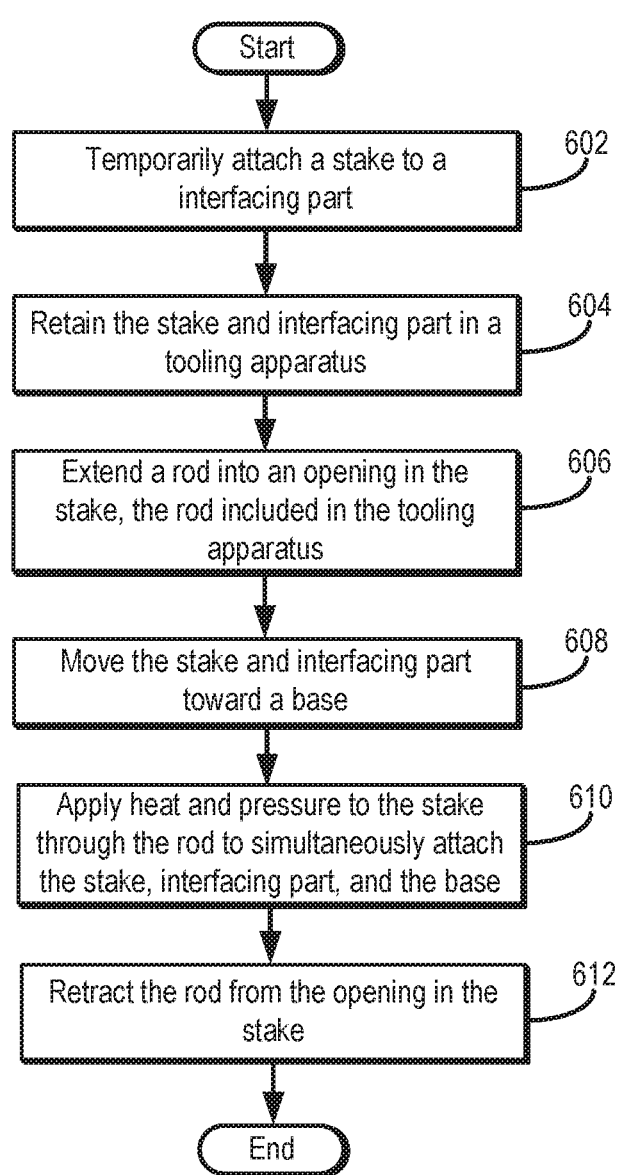 Start
Temporarily attach a stake to a
interfacing part
602
Retain the stake and interfacing part in a
tooling apparatus
604
Extend a rod into an opening in the
stake, the rod included in the tooling
apparatus
606
Move the stake and interfacing part
toward a base
608
Apply heat and pressure to the stake
through the rod to simultaneously attach
the stake, interfacing part, and the base
610
Retract the rod from the opening in the
stake
612
End